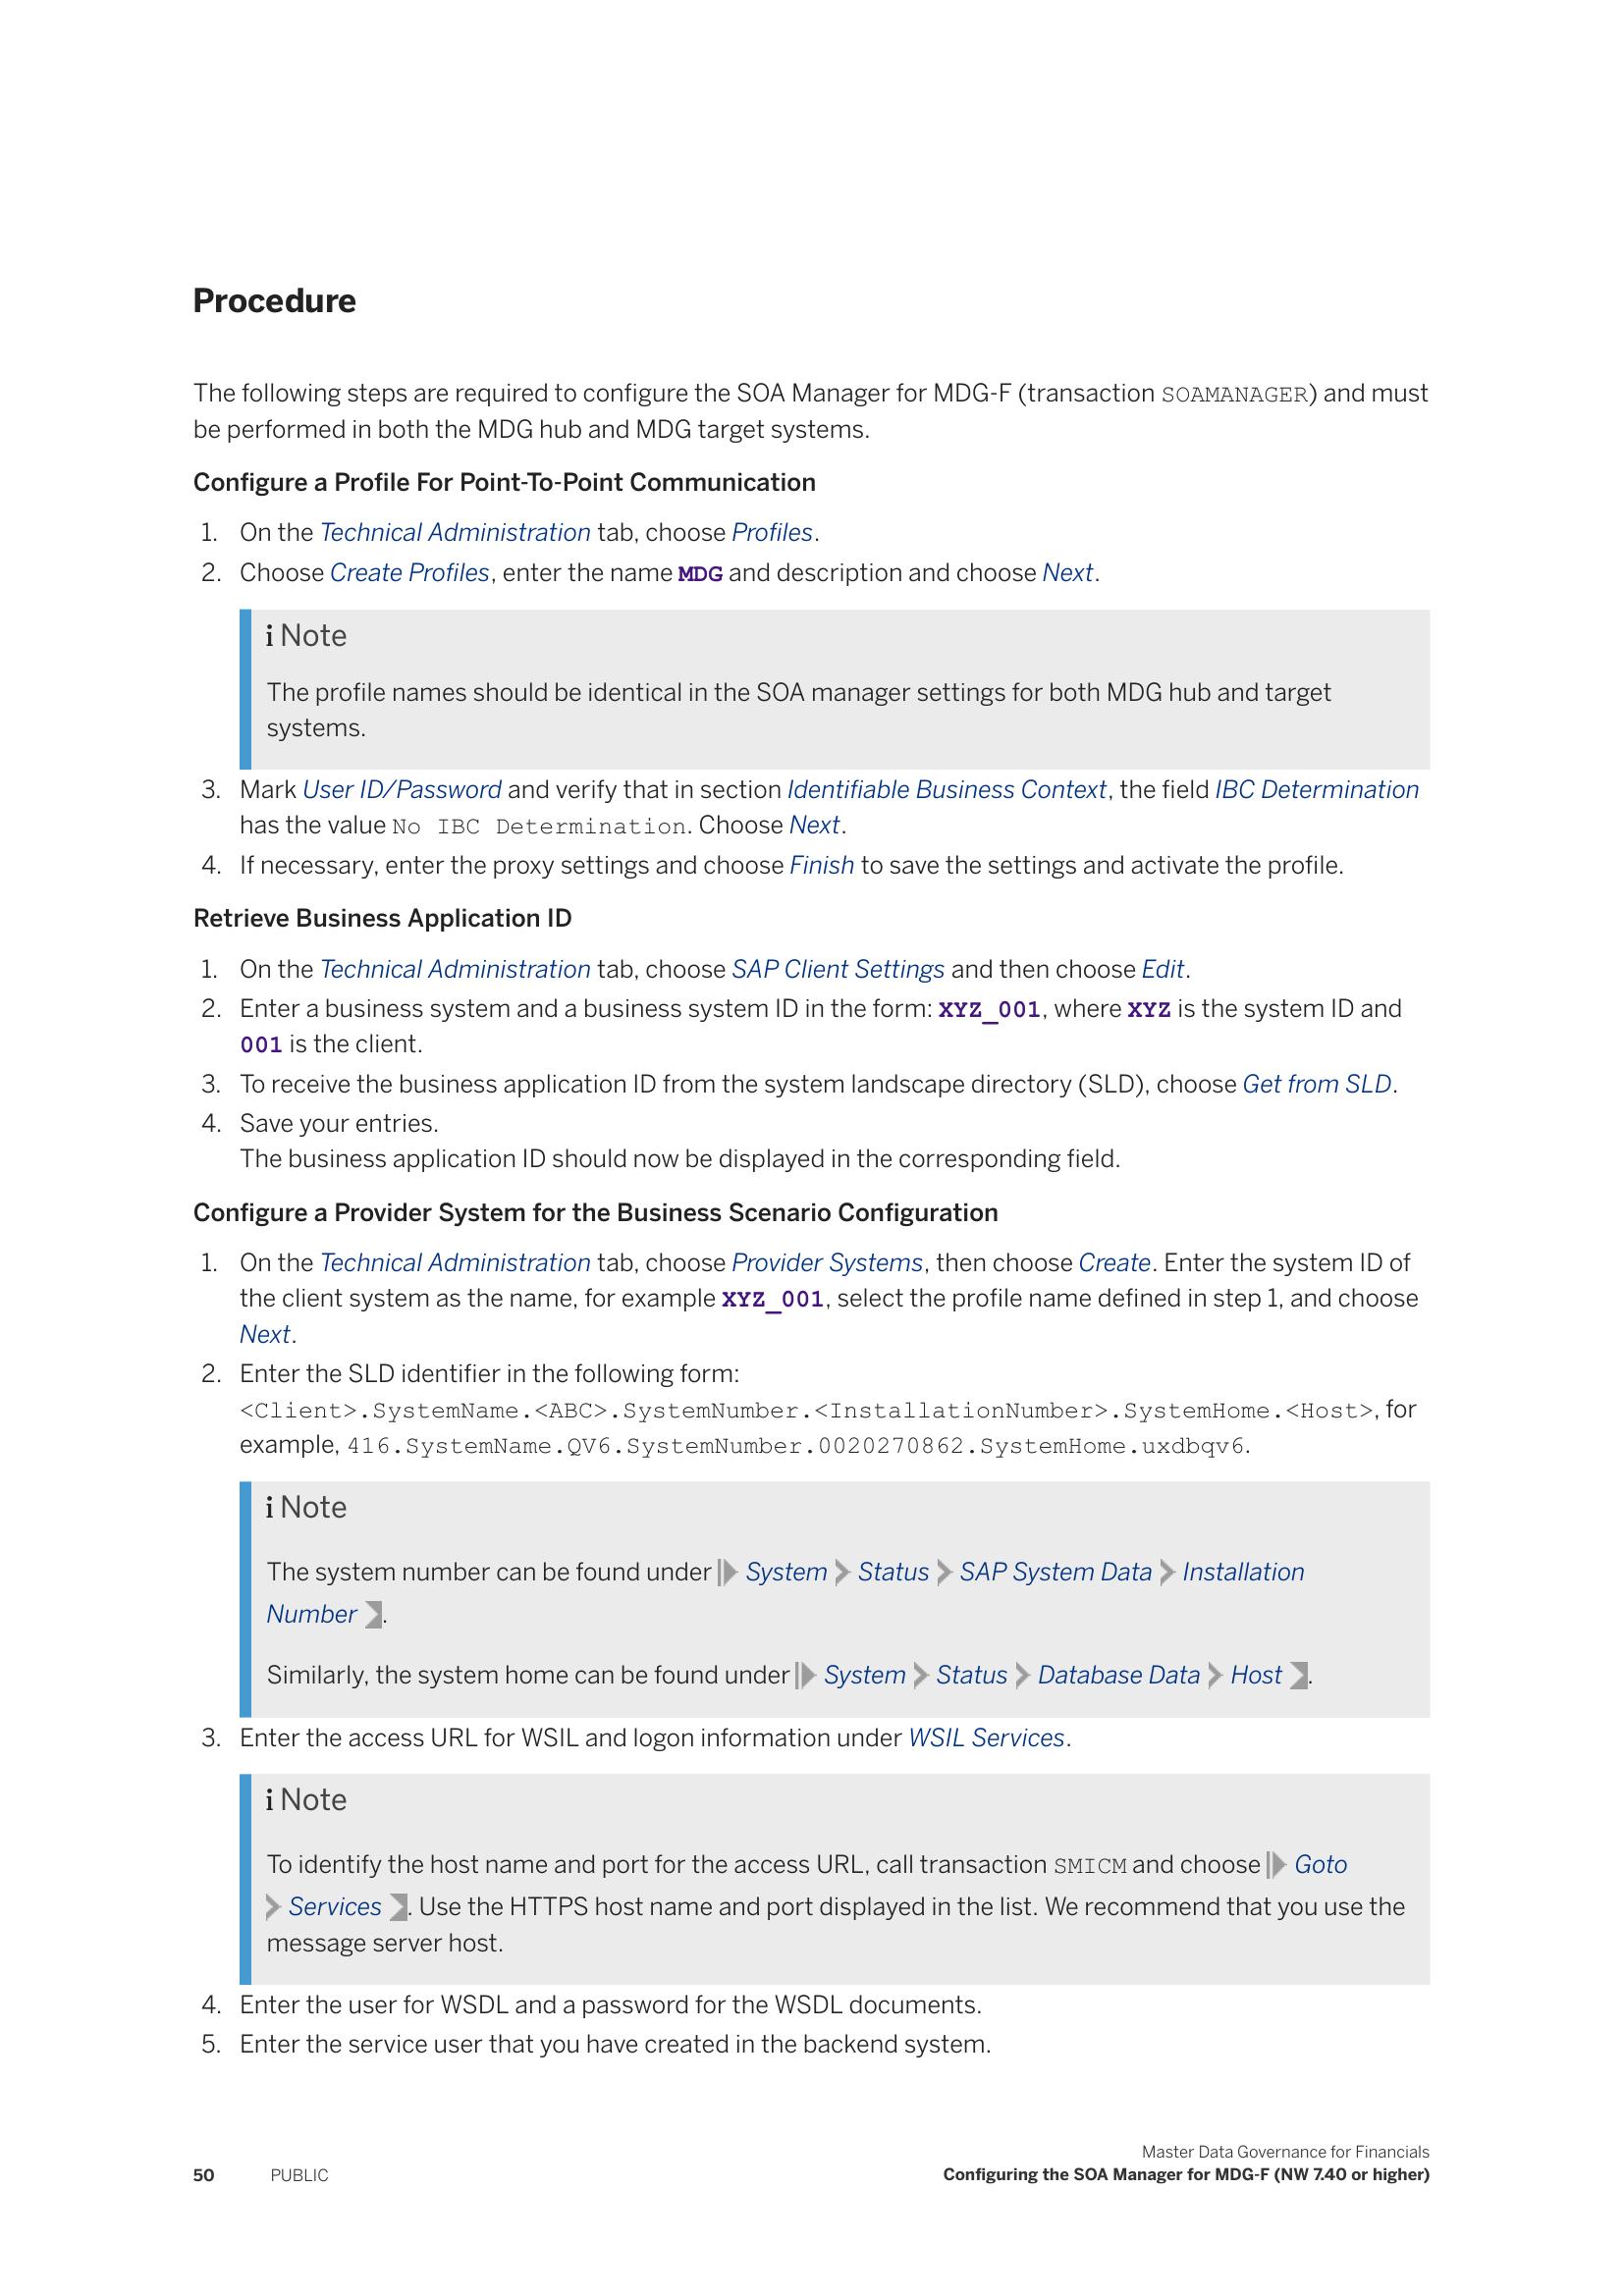 Procedure
The following steps are required to configure the SOA Manager for MDG-F (transaction SOAMANAGER) and must
be performed in both the MDG hub and MDG target systems.
Configure a Profile For Point-To-Point Communication
1. On the Technical Administration tab, choose Profiles.
2. Choose Create Profiles, enter the name MDG and description and choose Next.
i Note
The profile names should be identical in the SOA manager settings for both MDG hub and target
systems.
3. Mark User ID/Password and verify that in section Identifiable Business Context, the field IBC Determination
has the value No IBC Determination. Choose Next.
4. If necessary, enter the proxy settings and choose Finish to save the settings and activate the profile.
Retrieve Business Application ID
1. On the Technical Administration tab, choose SAP Client Settings and then choose Edit.
2. Enter a business system and a business system ID in the form: XYZ_001, where XYZ is the system ID and
001 is the client.
3. To receive the business application ID from the system landscape directory (SLD), choose Get from SLD.
4. Save your entries.
The business application ID should now be displayed in the corresponding field.
Configure a Provider System for the Business Scenario Configuration
1. On the Technical Administration tab, choose Provider Systems, then choose Create. Enter the system ID of
the client system as the name, for example XYZ_001, select the profile name defined in step 1, and choose
Next.
2. Enter the SLD identifier in the following form:
<Client>.SystemName.<ABC>.SystemNumber.<InstallationNumber>.SystemHome.<Host>, for
example, 416.SystemName.QV6.SystemNumber.0020270862.SystemHome.uxdbqv6.
i Note
The system number can be found under System Status SAP System Data Installation
Number .
Similarly, the system home can be found under System Status Database Data Host .
3. Enter the access URL for WSIL and logon information under WSIL Services.
i Note
To identify the host name and port for the access URL, call transaction SMICM and choose Goto
Services . Use the HTTPS host name and port displayed in the list. We recommend that you use the
message server host.
4. Enter the user for WSDL and a password for the WSDL documents.
5. Enter the service user that you have created in the backend system.
Master Data Governance for Financials
50 PUBLIC Configuring the SOA Manager for MDG-F (NW 7.40 or higher)